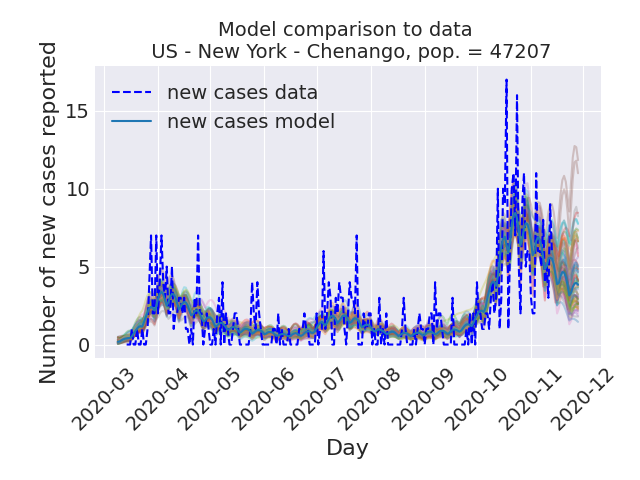 Model comparison to data
US - New York - Chenango, pop. = 47207
new cases data
new cases model
Number of new cases reported
15
10
5
0
2020-03
2020-04
2020-05
2020-06
2020-07
2020-08
2020-09
2020-10
2020-11
2020-12
Day